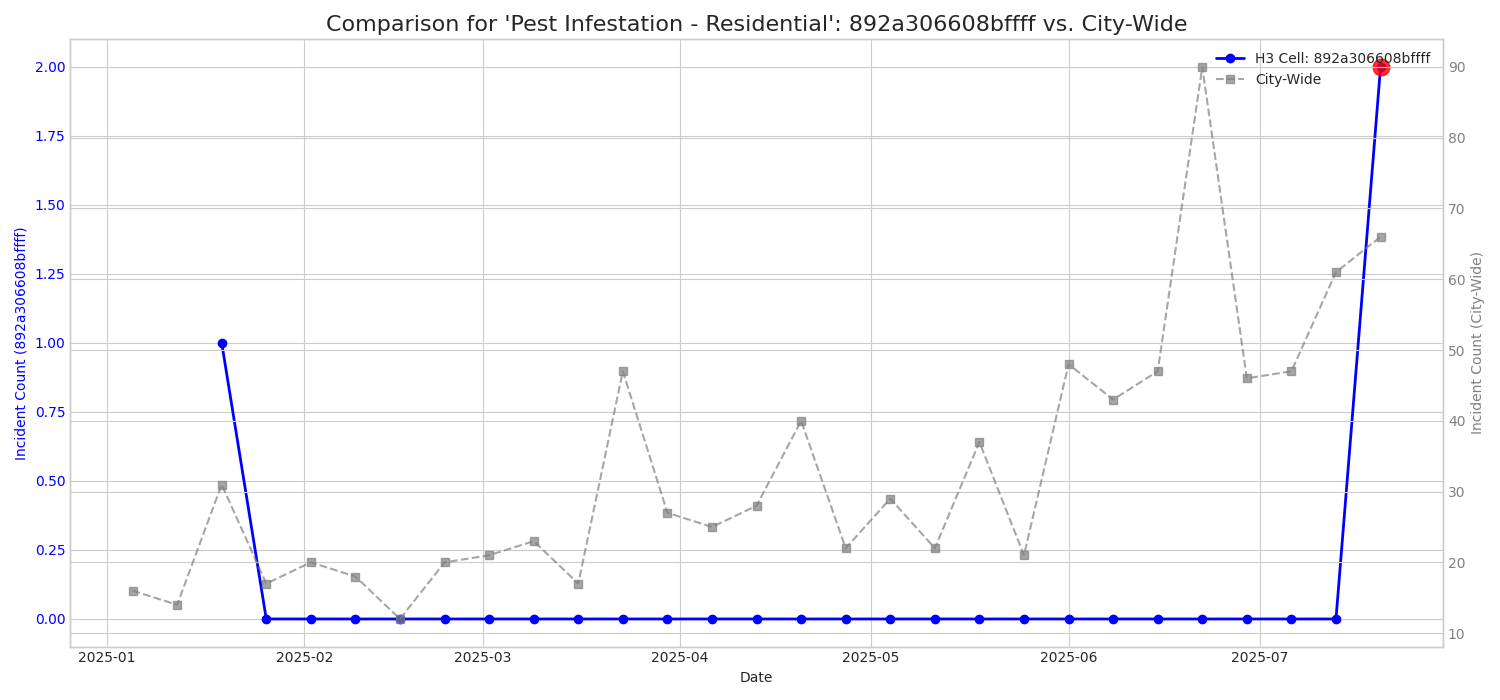 Comparison for 'Pest Infestation - Residential': 892a306608bffff vs. City-Wide
H3 Cell: 892a306608bffff
City-Wide
Incident Count (892a306608bffff)
2.00
1.75
1.50
1.25
1.00
0.75
0.50
0.25
0.00
90
80
70
60
50
40
30
20
10
Incident Count (City-Wide)
2025-01 2025-02 2025-03 2025-04 2025-05 2025-06 2025-07
Date